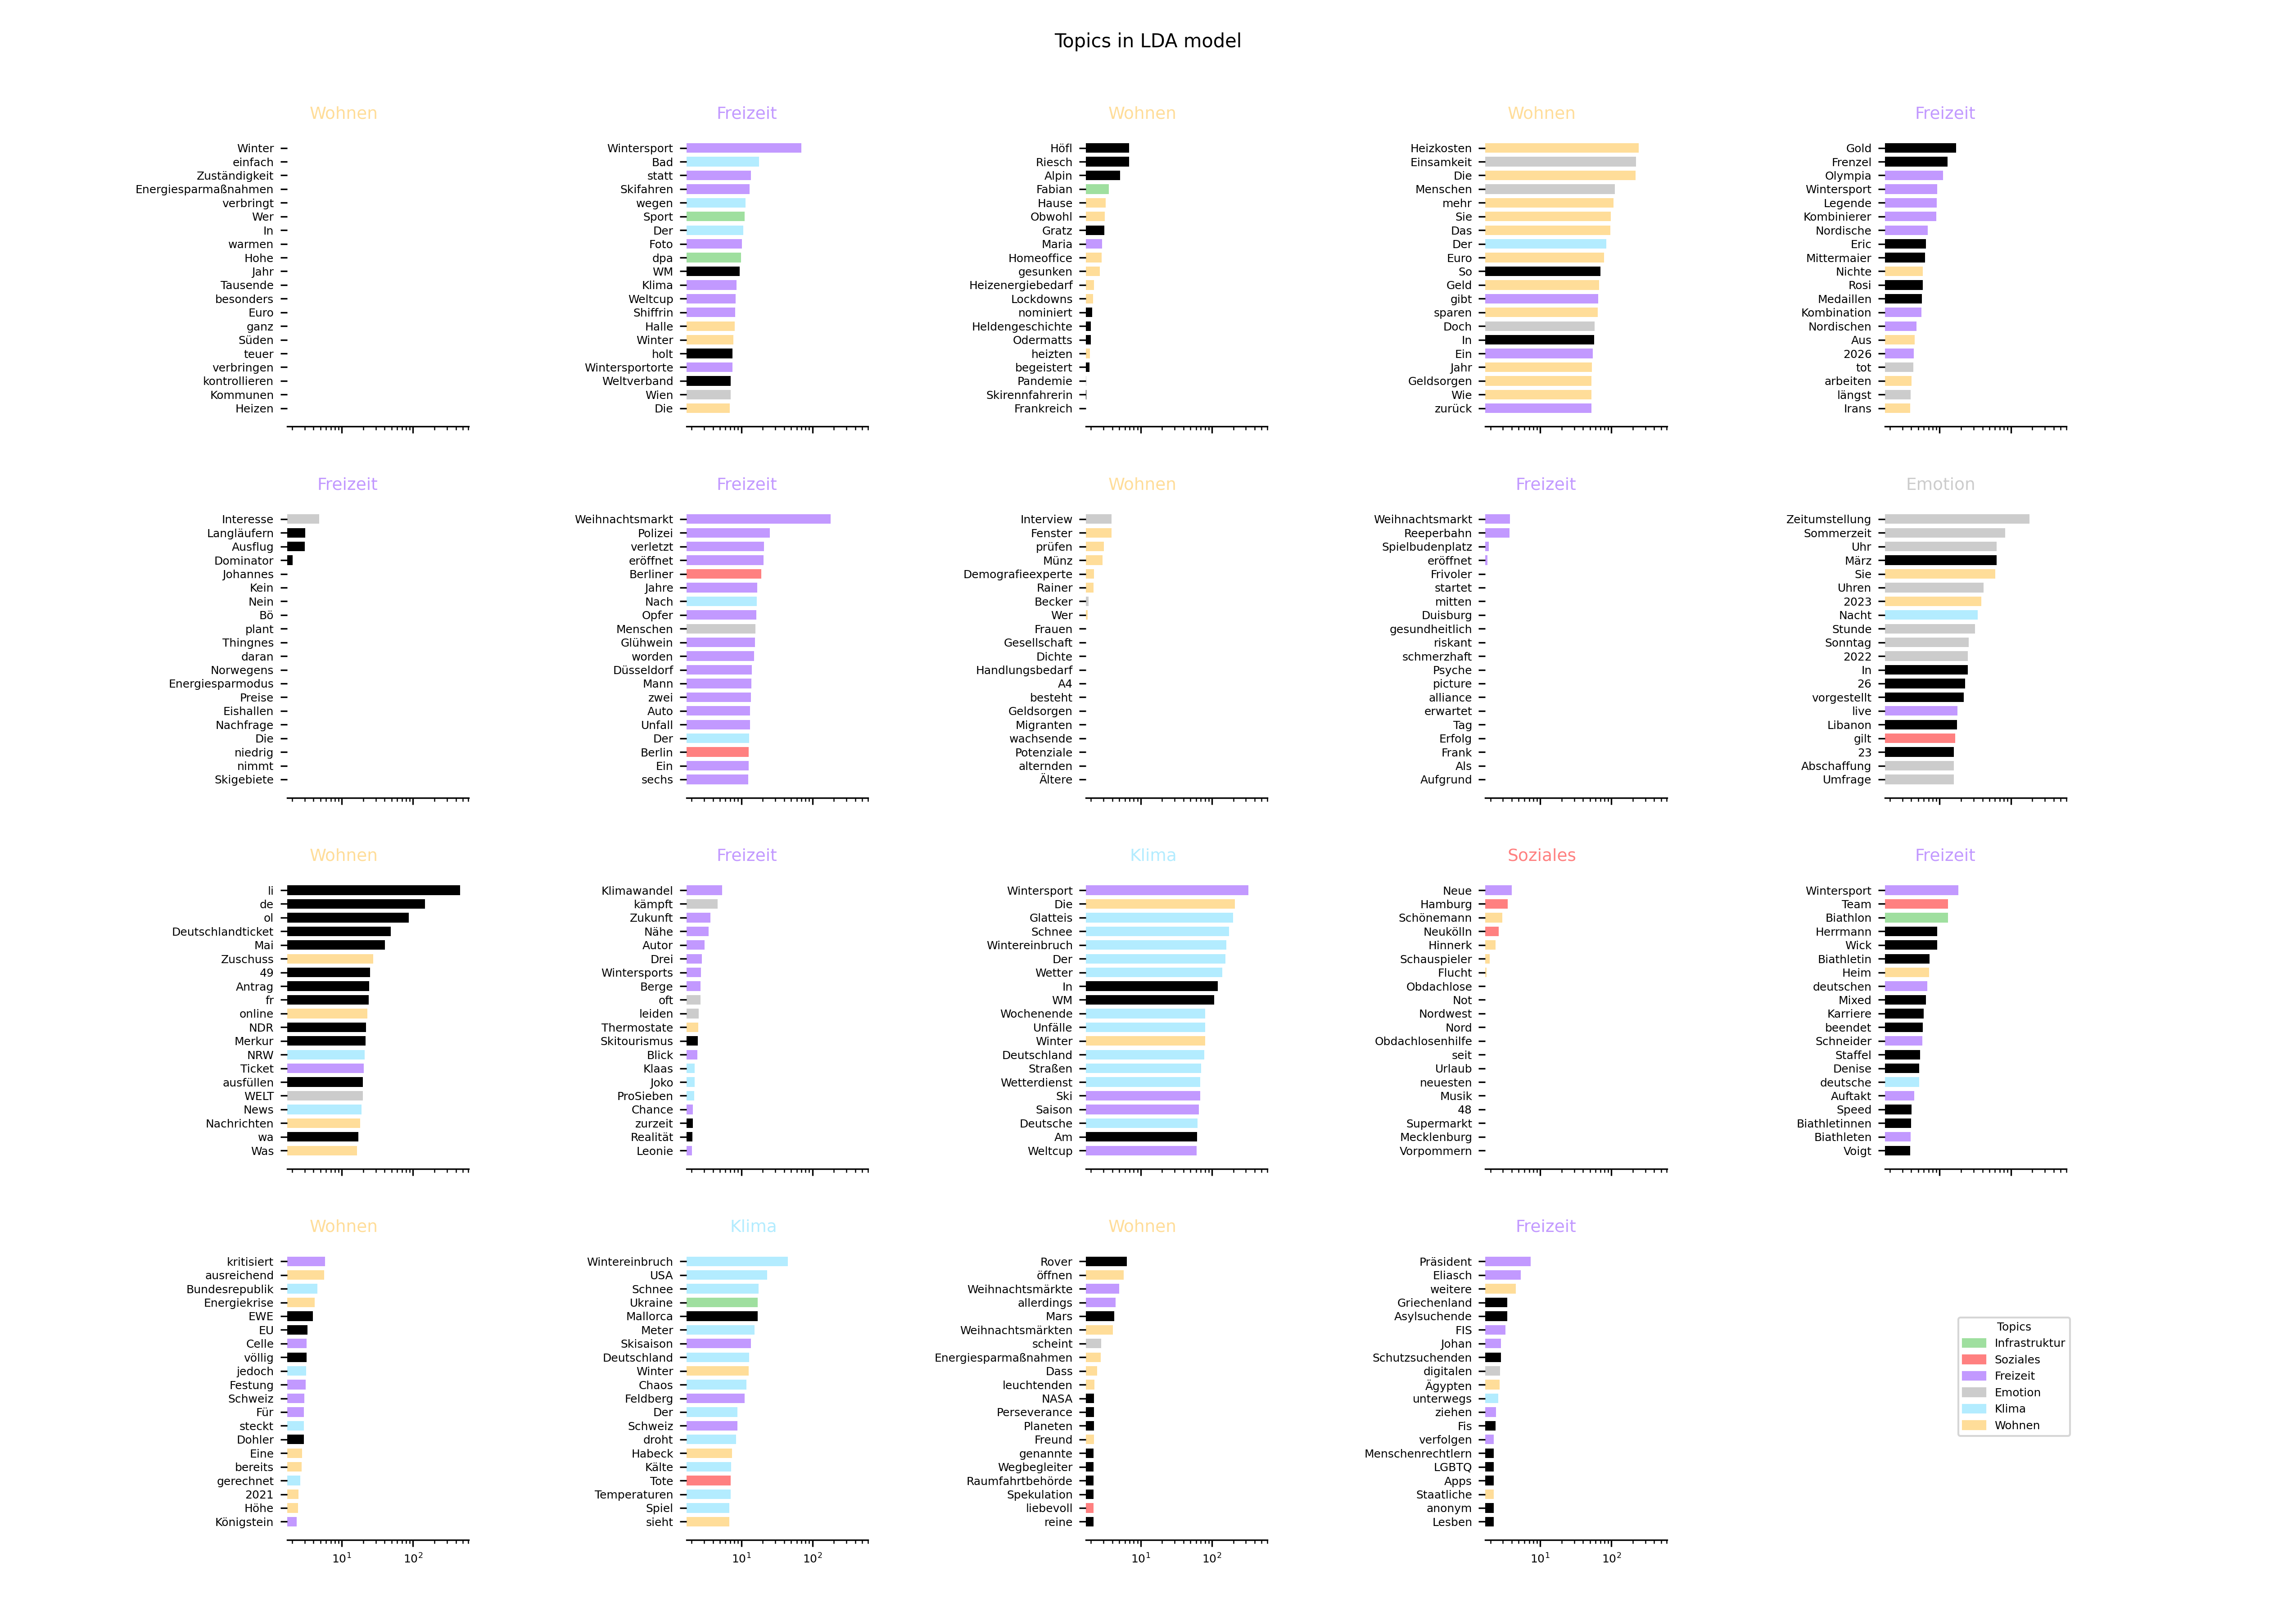 Topics in LDA model
Wohnen
Winter
einfach
Zuständigkeit
Energiesparmaßnahmen
verbringt
Wer
In
warmen
Hohe
Jahr
Tausende
besonders
Euro
ganz
Süden
teuer
verbringen
kontrollieren
Kommunen
Heizen
Freizeit
Wintersport
Bad
statt
Skifahren
wegen
Sport
Der
Foto
dpa
WM
Klima
Weltcup
Shiffrin
Halle
Winter
holt
Wintersportorte
Weltverband
Wien
Die
Wohnen
Höfl
Riesch
Alpin
Fabian
Hause
Obwohl
Gratz
Maria
Homeoffice
gesunken
Heizenergiebedarf
Lockdowns
nominiert
Heldengeschichte
Odermatts
heizten
begeistert
Pandemie
Skirennfahrerin
Frankreich
Wohnen
Heizkosten
Einsamkeit
Die
Menschen
mehr
Sie
Das
Der
Euro
So
Geld
gibt
sparen
Doch
In
Ein
Jahr
Geldsorgen
Wie
zurück
Freizeit
Gold
Frenzel
Olympia
Wintersport
Legende
Kombinierer
Nordische
Eric
Mittermaier
Nichte
Rosi
Medaillen
Kombination
Nordischen
Aus
2026
tot
arbeiten
längst
Irans
Freizeit
Interesse
Langläufern
Ausflug
Dominator
Johannes
Kein
Nein
Bö
plant
Thingnes
daran
Norwegens
Energiesparmodus
Preise
Eishallen
Nachfrage
Die
niedrig
nimmt
Skigebiete
Freizeit
Weihnachtsmarkt
Polizei
verletzt
eröffnet
Berliner
Jahre
Nach
Opfer
Menschen
Glühwein
worden
Düsseldorf
Mann
zwei
Auto
Unfall
Der
Berlin
Ein
sechs
Wohnen
Interview
Fenster
prüfen
Münz
Demografieexperte
Rainer
Becker
Wer
Frauen
Gesellschaft
Dichte
Handlungsbedarf
A4
besteht
Geldsorgen
Migranten
wachsende
Potenziale
alternden
Ältere
Freizeit
Weihnachtsmarkt
Reeperbahn
Spielbudenplatz
eröffnet
Frivoler
startet
mitten
Duisburg
gesundheitlich
riskant
schmerzhaft
Psyche
picture
alliance
erwartet
Tag
Erfolg
Frank
Als
Aufgrund
Emotion
Zeitumstellung
Sommerzeit
Uhr
März
Sie
Uhren
2023
Nacht
Stunde
Sonntag
2022
In
26
vorgestellt
live
Libanon
gilt
23
Abschaffung
Umfrage
Wohnen
li
de
ol
Deutschlandticket
Mai
Zuschuss
49
Antrag
fr
online
NDR
Merkur
NRW
Ticket
ausfüllen
WELT
News
Nachrichten
wa
Was
Freizeit
Klimawandel
kämpft
Zukunft
Nähe
Autor
Drei
Wintersports
Berge
oft
leiden
Thermostate
Skitourismus
Blick
Klaas
Joko
ProSieben
Chance
zurzeit
Realität
Leonie
Klima
Wintersport
Die
Glatteis
Schnee
Wintereinbruch
Der
Wetter
In
WM
Wochenende
Unfälle
Winter
Deutschland
Straßen
Wetterdienst
Ski
Saison
Deutsche
Am
Weltcup
Soziales
Neue
Hamburg
Schönemann
Neukölln
Hinnerk
Schauspieler
Flucht
Obdachlose
Not
Nordwest
Nord
Obdachlosenhilfe
seit
Urlaub
neuesten
Musik
48
Supermarkt
Mecklenburg
Vorpommern
Freizeit
Wintersport
Team
Biathlon
Herrmann
Wick
Biathletin
Heim
deutschen
Mixed
Karriere
beendet
Schneider
Staffel
Denise
deutsche
Auftakt
Speed
Biathletinnen
Biathleten
Voigt
Wohnen
kritisiert
ausreichend
Bundesrepublik
Energiekrise
EWE
EU
Celle
völlig
jedoch
Festung
Schweiz
Für
steckt
Dohler
Eine
bereits
gerechnet
2021
Höhe
Königstein
10¹ 10²
Klima
Wintereinbruch
USA
Schnee
Ukraine
Mallorca
Meter
Skisaison
Deutschland
Winter
Chaos
Feldberg
Der
Schweiz
droht
Habeck
Kälte
Tote
Temperaturen
Spiel
sieht
10¹ 10²
Wohnen
Rover
öffnen
Weihnachtsmärkte
allerdings
Mars
Weihnachtsmärkten
scheint
Energiesparmaßnahmen
Dass
leuchtenden
NASA
Perseverance
Planeten
Freund
genannte
Wegbegleiter
Raumfahrtbehörde
Spekulation
liebevoll
reine
10¹ 10²
Freizeit
Präsident
Eliasch
weitere
Griechenland
Asylsuchende
FIS
Johan
Schutzsuchenden
digitalen
Ägypten
unterwegs
ziehen
Fis
verfolgen
Menschenrechtlern
LGBTQ
Apps
Staatliche
anonym
Lesben
10¹ 10²
Topics
Infrastruktur
Soziales
Freizeit
Emotion
Klima
Wohnen